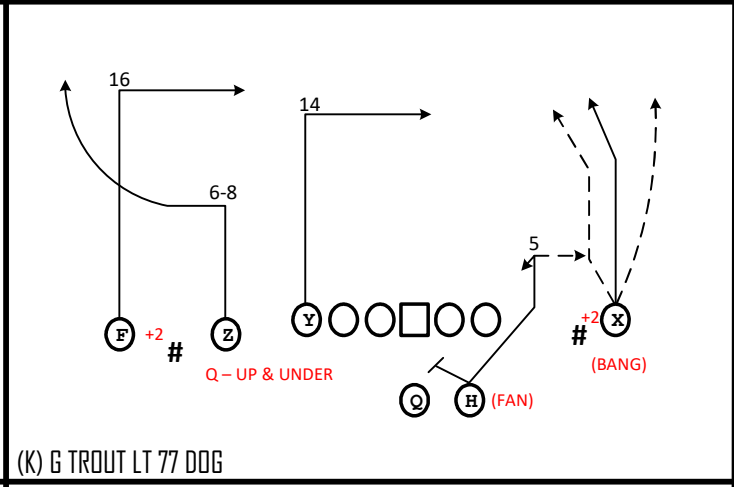 16
14
6-8
5
F +2 # Z Y # +2 X
Q – UP & UNDER
(BANG)
Q H (FAN)
(K) G TROUT LT 77 DOG